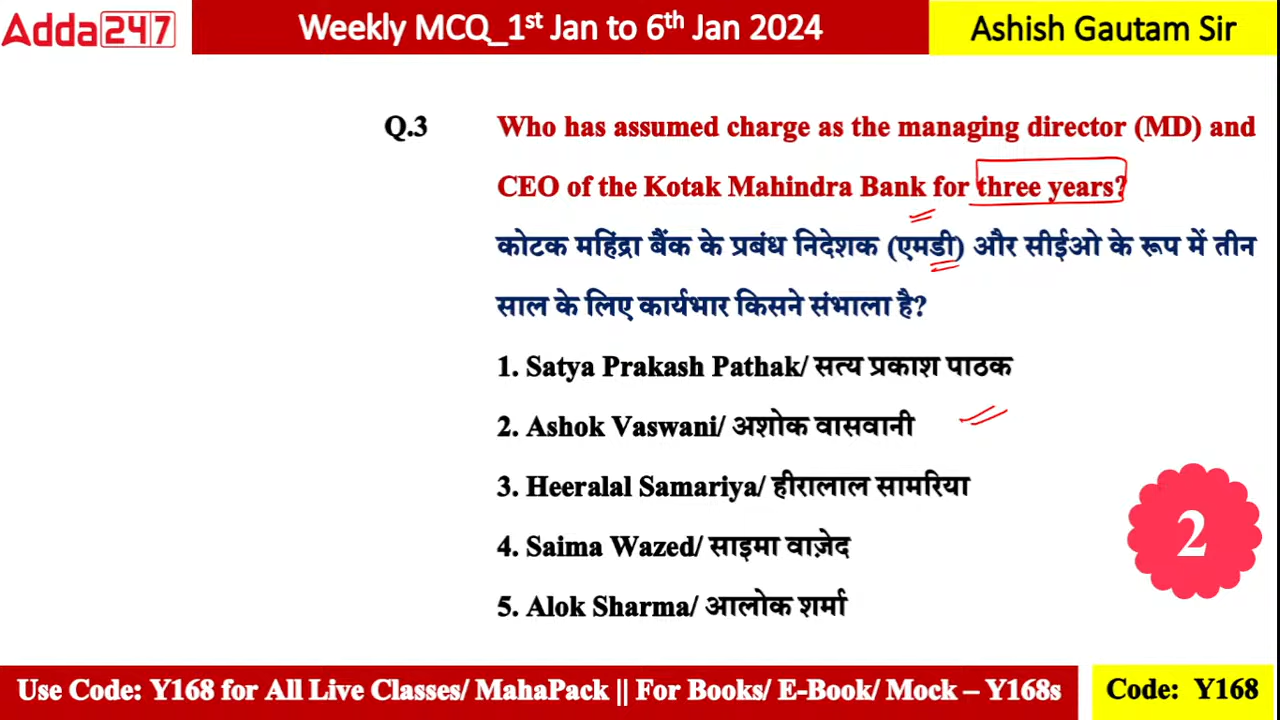 Adda247
Weekly MCQ_1st Jan to 6th Jan 2024
Ashish Gautam Sir
Q.3
Who has assumed charge as the managing director (MD) and
CEO of the Kotak Mahindra Bank for three years?
कोटक महिंद्रा बैंक के प्रबंध निदेशक (एमडी) और सीईओ के रूप में तीन
साल के लिए कार्यभार किसने संभाला है?
1. Satya Prakash Pathak/ सत्य प्रकाश पाठक
2. Ashok Vaswani/ अशोक वासवानी
3. Heeralal Samariya/ हीरालाल सामरिया
4. Saima Wazed/ साइमा वाज़ेद
5. Alok Sharma/ आलोक शर्मा
2
Use Code: Y168 for All Live Classes/ MahaPack || For Books/ E-Book/ Mock – Y168s
Code: Y168